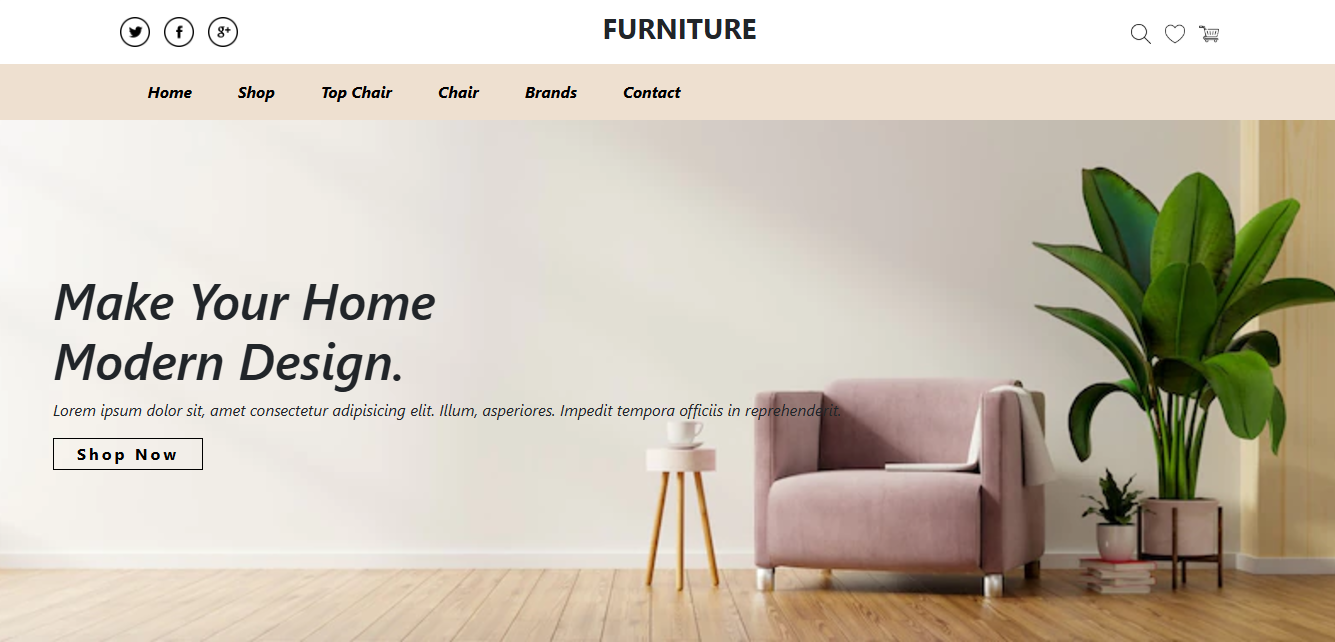 FURNITURE
Home Shop Top Chair Chair Brands Contact
Make Your Home
Modern Design.
Lorem ipsum dolor sit, amet consectetur adipisicing elit. Illum, asperiores. Impedit tempora officiis in reprehenderit.
Shop Now